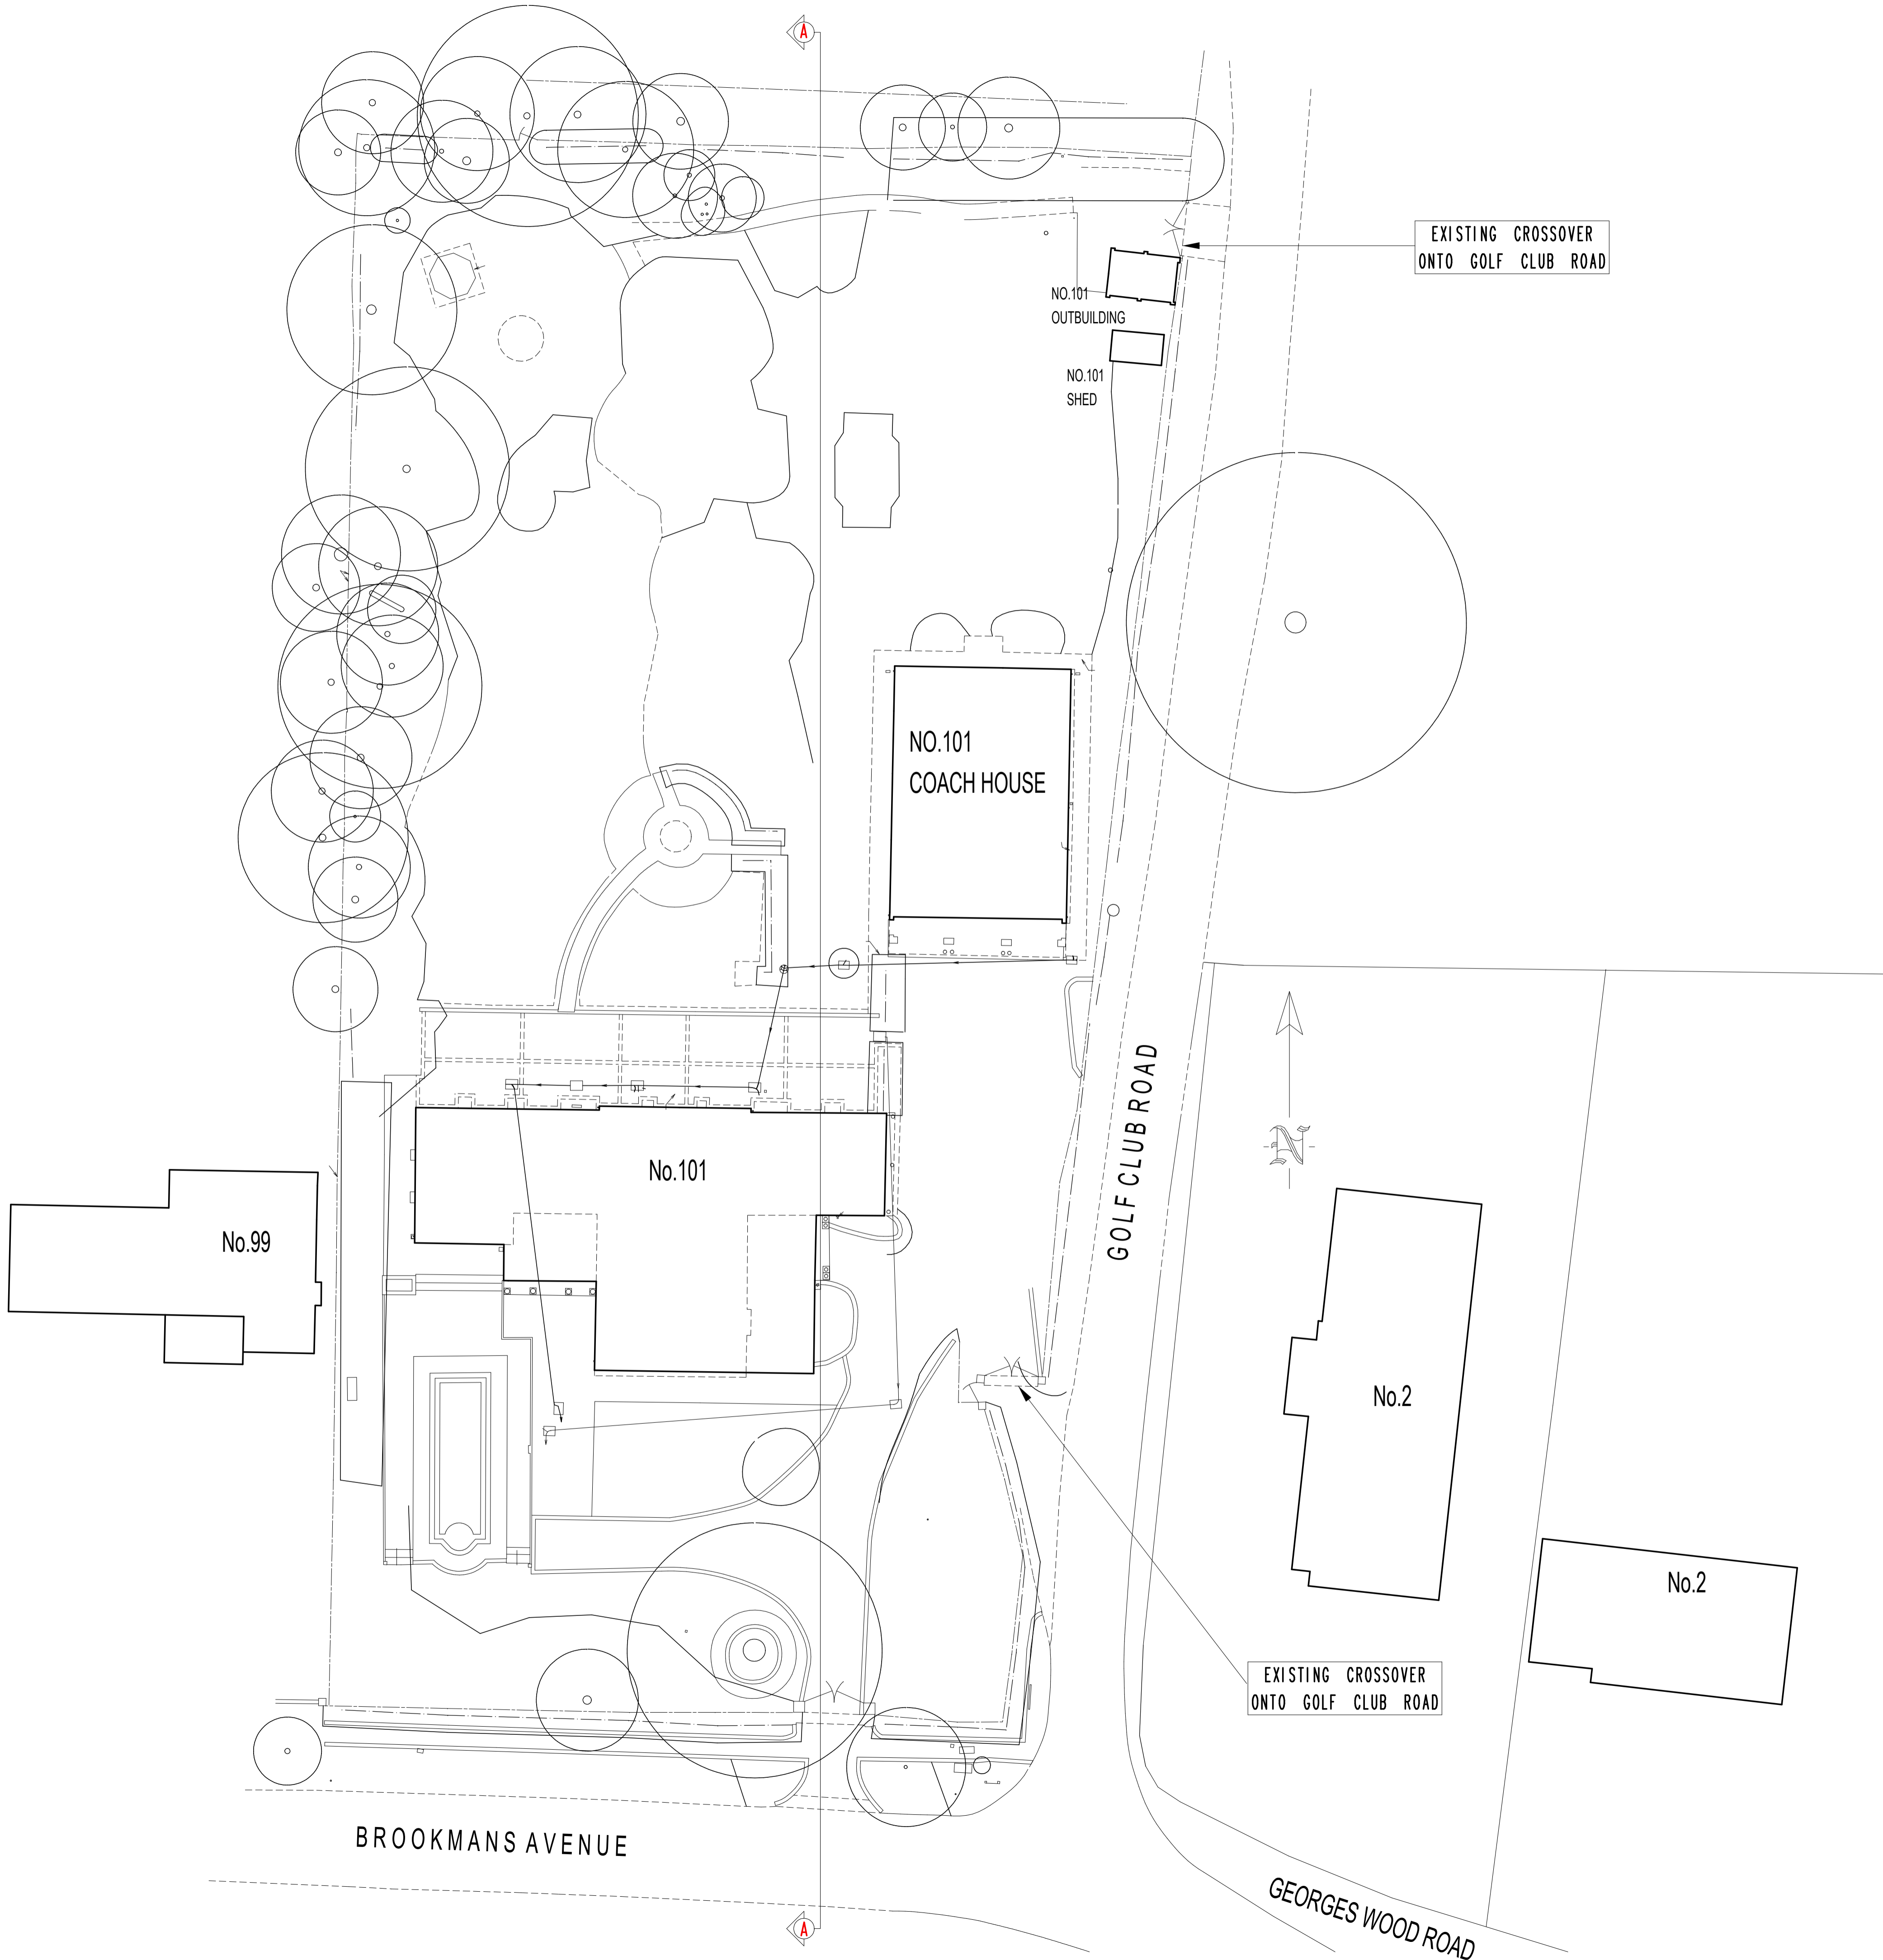 A
EXISTING CROSSOVER
ONTO GOLF CLUB ROAD
NO.101
OUTBUILDING
NO.101
SHED
NO.101
COACH HOUSE
GOLF CLUB ROAD
N
No.101
No.99
No.2
No.2
EXISTING CROSSOVER
ONTO GOLF CLUB ROAD
BROOKMANS AVENUE
GEORGES WOOD ROAD
A